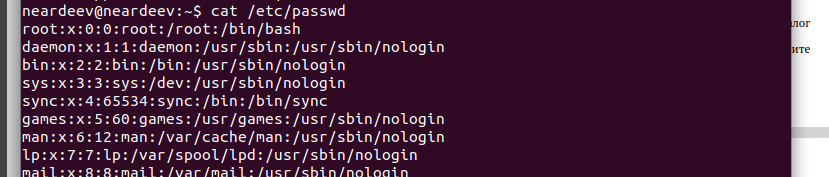 neardeev@neardeev:~$ cat /etc/passwd
root:x:0:0:root:/root:/bin/bash
daemon:x:1:1:daemon:/usr/sbin:/usr/sbin/nologin
bin:x:2:2:bin:/bin:/usr/sbin/nologin
sys:x:3:3:sys:/dev:/usr/sbin/nologin
sync:x:4:65534:sync:/bin:/bin/sync
games:x:5:60:games:/usr/games:/usr/sbin/nologin
man:x:6:12:man:/var/cache/man:/usr/sbin/nologin
lp:x:7:7:lp:/var/spool/lpd:/usr/sbin/nologin
mail:x:8:8:mail:/var/mail:/usr/sbin/nologin
лог
ите